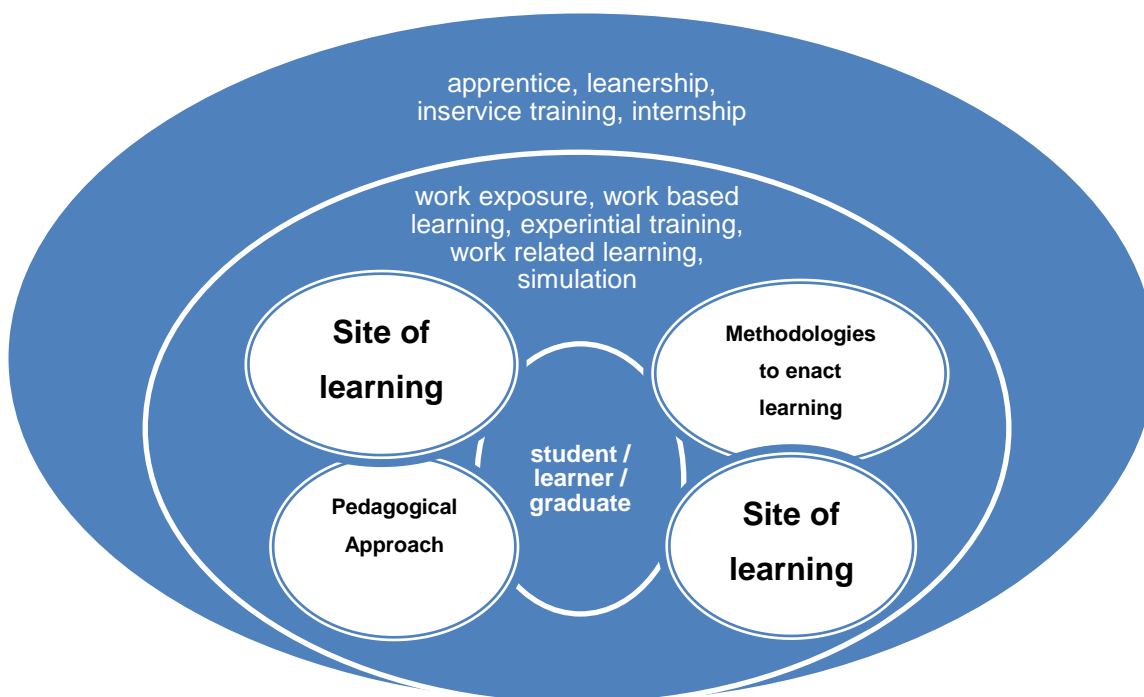 apprentice, leanership,
inservice training, internship
work exposure, work based
learning, experintial training,
work related learning,
simulation
Site of
learning
Methodologies
to enact
learning
student /
learner /
graduate
Pedagogical
Approach
Site of
learning